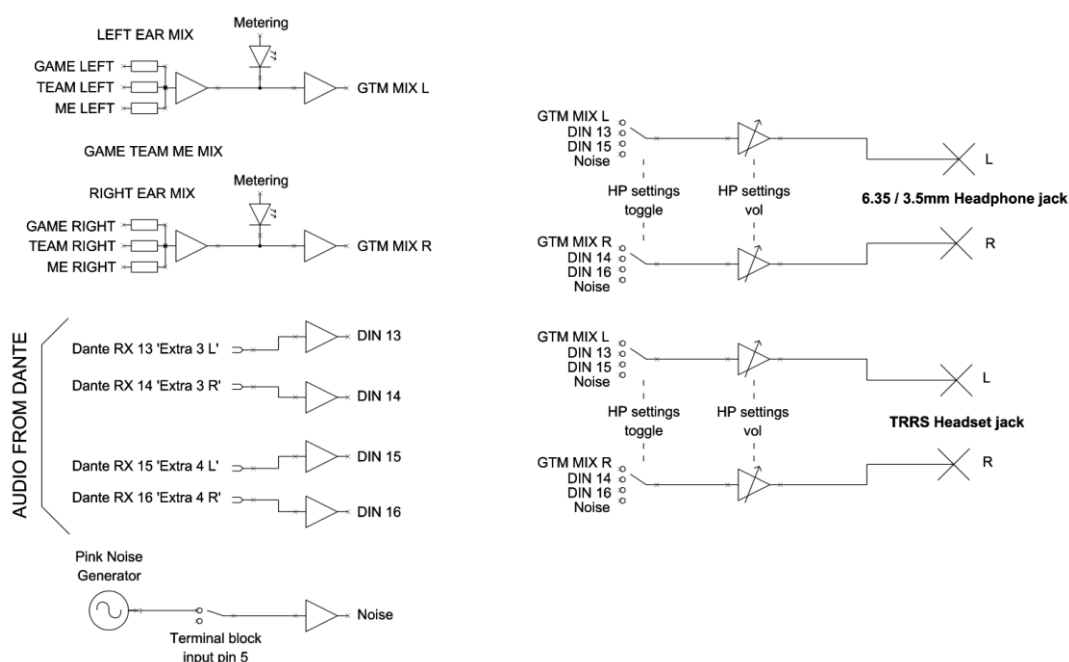 LEFT EAR MIX
Metering
GAME LEFT
TEAM LEFT
ME LEFT
GTM MIX L
GAME TEAM ME MIX
RIGHT EAR MIX
Metering
GAME RIGHT
TEAM RIGHT
ME RIGHT
GTM MIX R
AUDIO FROM DANTE
Dante RX 13 'Extra 3 L'
DIN 13
Dante RX 14 'Extra 3 R'
DIN 14
Dante RX 15 'Extra 4 L'
DIN 15
Dante RX 16 'Extra 4 R'
DIN 16
Pink Noise
Generator
Terminal block
input pin 5
Noise
GTM MIX L
DIN 13
DIN 15
Noise
HP settings
toggle
HP settings
vol
L
6.35 / 3.5mm Headphone jack
GTM MIX R
DIN 14
DIN 16
Noise
R
GTM MIX L
DIN 13
DIN 15
Noise
HP settings
toggle
HP settings
vol
L
TRRS Headset jack
GTM MIX R
DIN 14
DIN 16
Noise
R